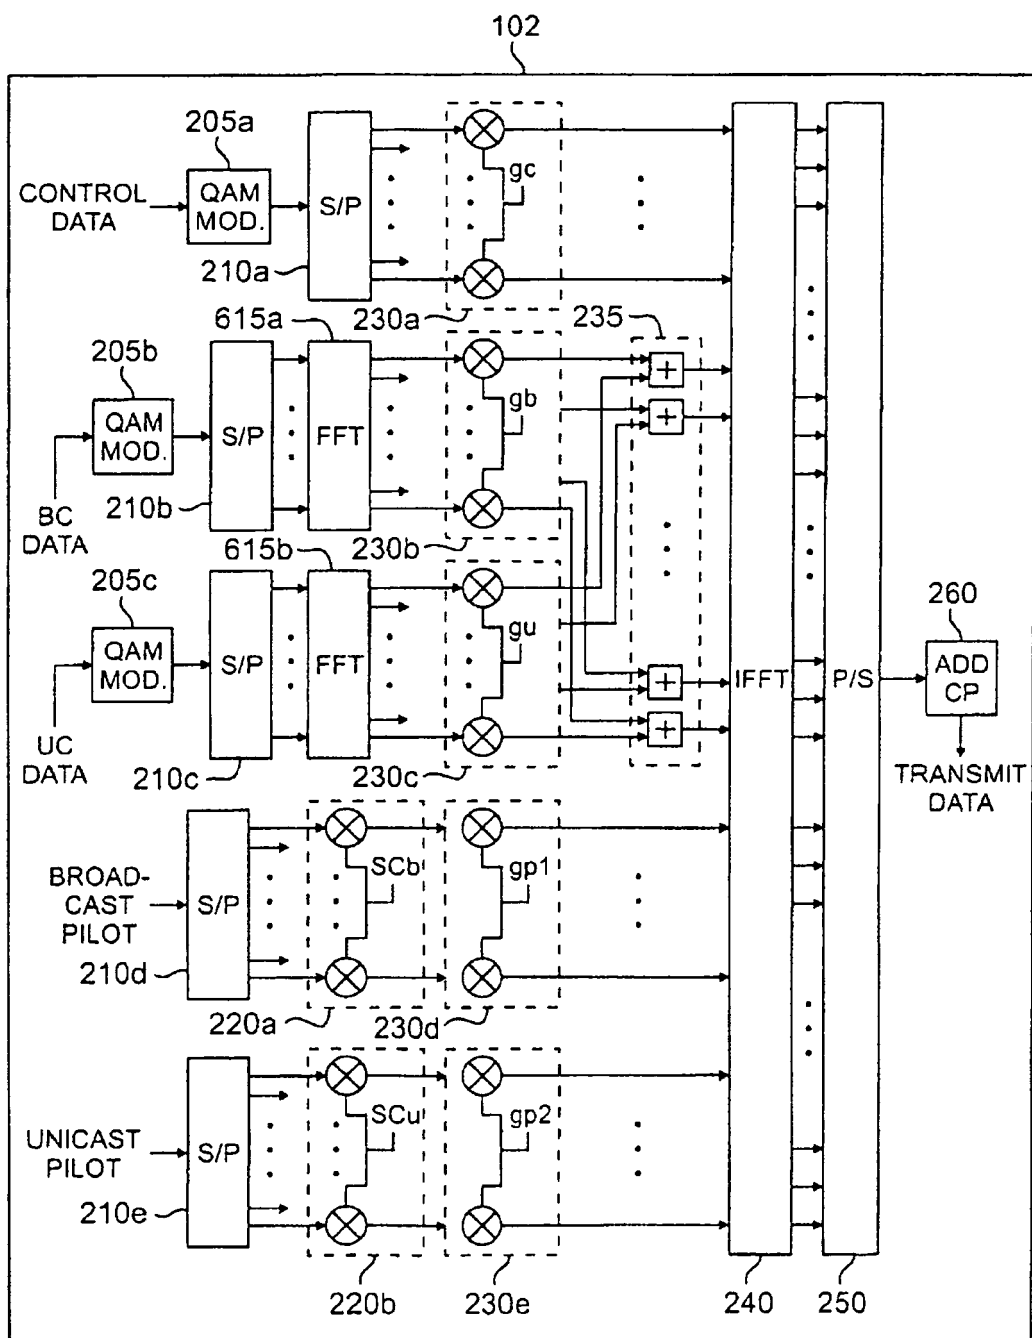 102
205a
CONTROL
DATA
QAM
MOD.
S/P
210a
gc
230a
615a
235
205b
QAM
MOD.
S/P
FFT
gb
BC
DATA
210b
230b
615b
205c
QAM
MOD.
S/P
FFT
gu
UC
DATA
210c
230c
IFFT
P/S
260
ADD
CP
TRANSMIT
DATA
BROAD-
CAST
PILOT
S/P
SCb
gp1
210d
220a
230d
UNICAST
PILOT
S/P
SCu
gp2
210e
220b
230e
240
250